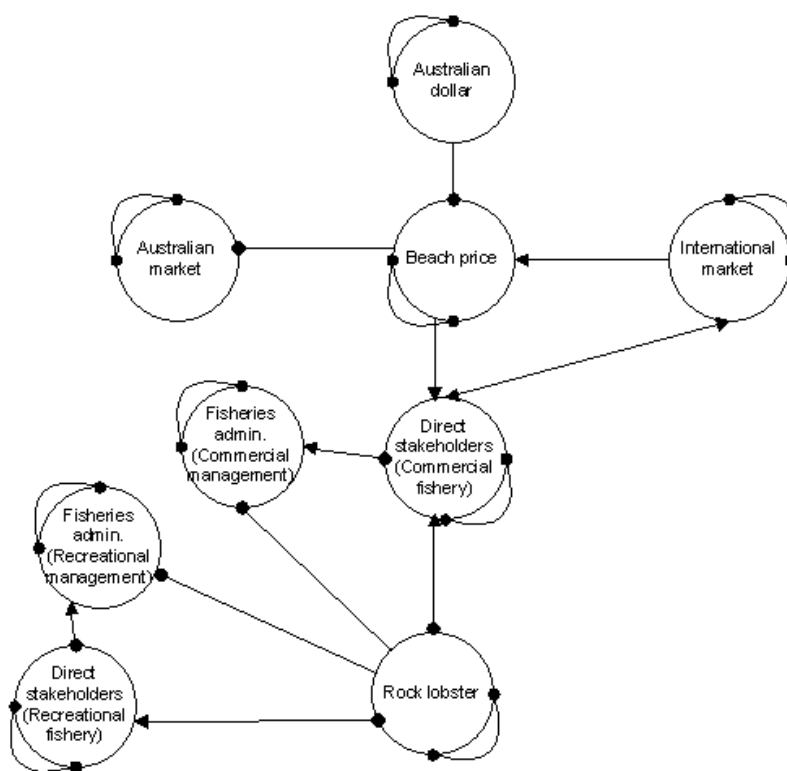 Australian
dollar
Australian
market
Beach price
International
market
Fisheries
admin.
(Commercial
management)
Direct
stakeholders
(Commercial
fishery)
Fisheries
admin.
(Recreational
management)
Direct
stakeholders
(Recreational
fishery)
Rock lobster